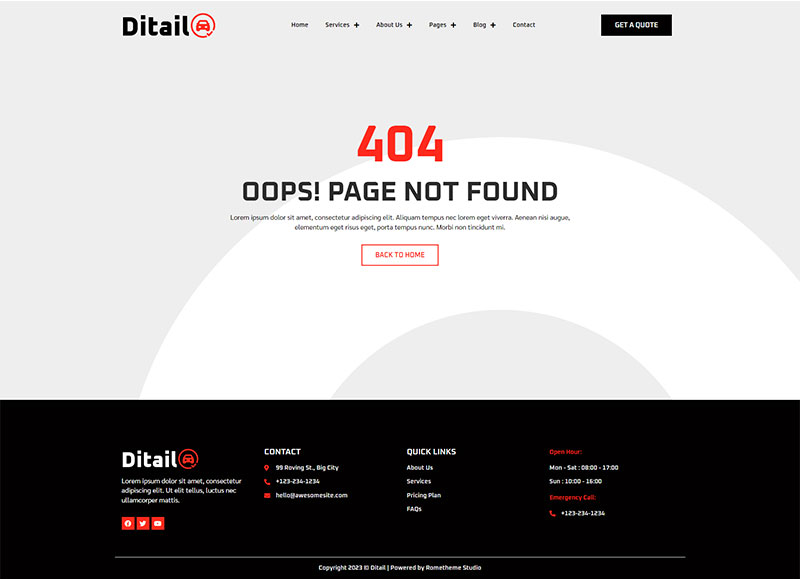 Ditail
Home Services + About Us + Pages + Blog + Contact
GET A QUOTE
404
OOPS! PAGE NOT FOUND
Lorem ipsum dolor sit amet, consectetur adipiscing elit. Aliquam tempus nec lorem eget viverra. Aenean nisi augue,
elementum eget risus eget, porta tempus nunc. Morbi non tincidunt mi.
BACK TO HOME
Ditail
Lorem ipsum dolor sit amet, consectetur
adipiscing elit. Ut elit tellus, luctus nec
ullamcorper mattis.
CONTACT
99 Roving St., Big City
+123-234-1234
hello@awesomesite.com
QUICK LINKS
About Us
Services
Pricing Plan
FAQs
Open Hour:
Mon - Sat : 08:00 - 17:00
Sun : 10:00 - 16:00
Emergency Call:
+123-234-1234
Copyright 2023 © Ditail | Powered by Rometheme Studio